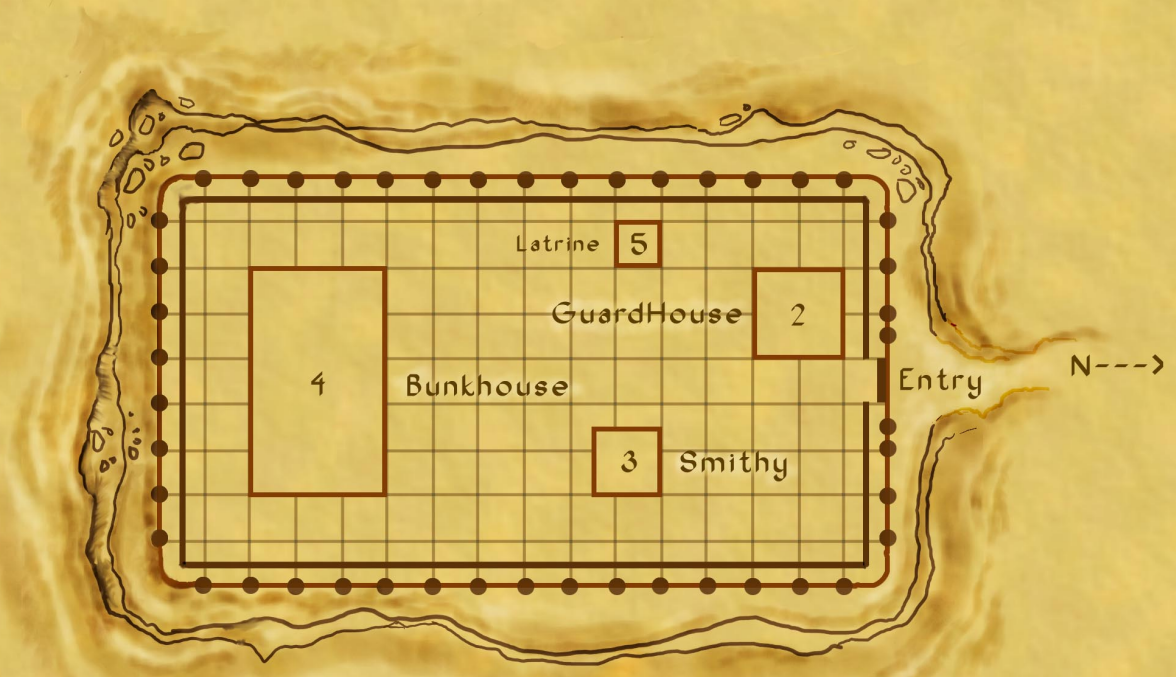 Latrine 5
GuardHouse 2
N--->
4 Bunkhouse
Entry
3 Smithy